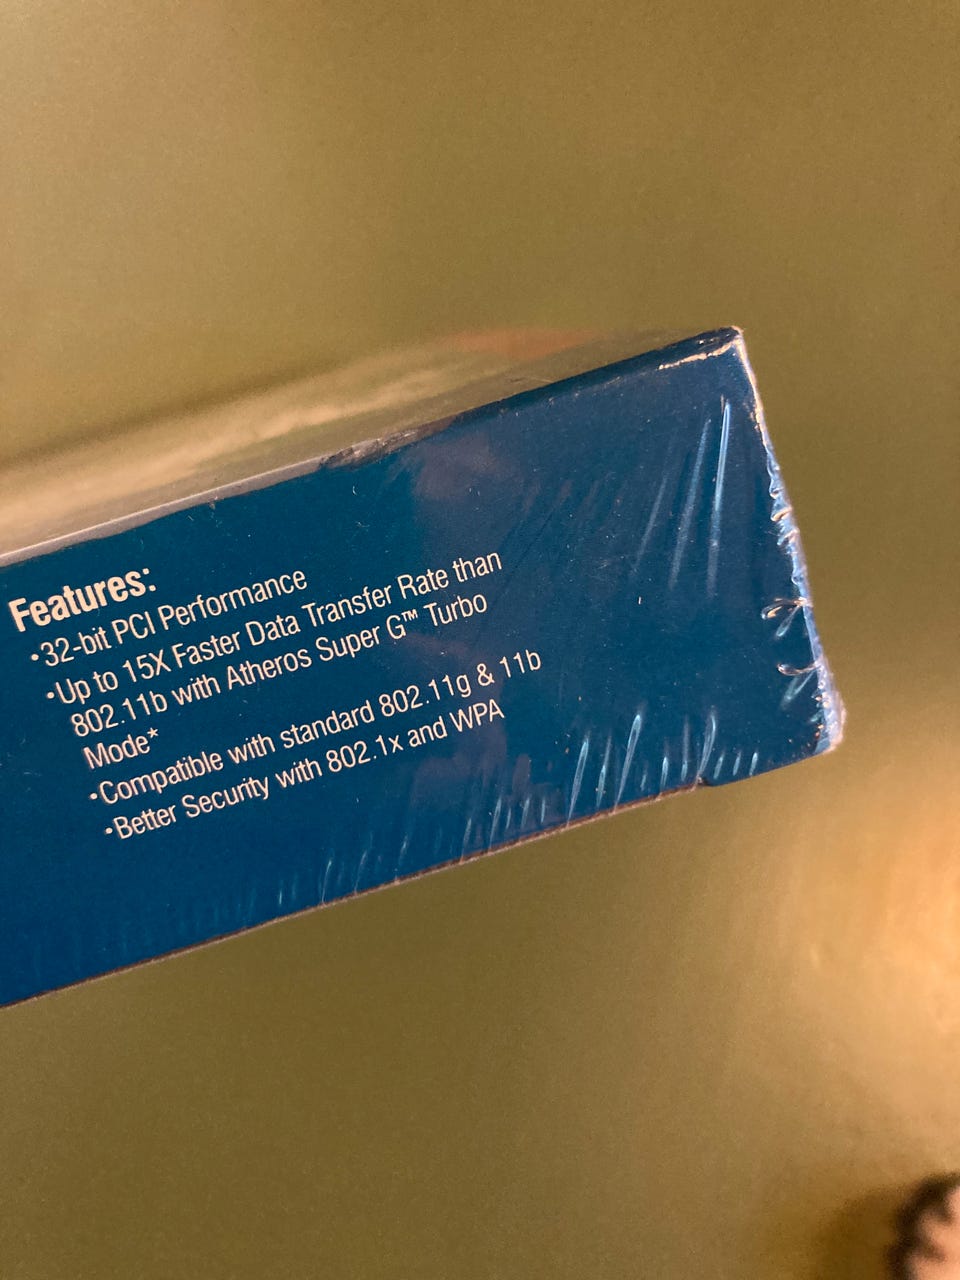 Features:
•32-bit PCI Performance
•Up to 15X Faster Data Transfer Rate than
802.11b with Atheros Super G™ Turbo
Mode*
•Compatible with standard 802.11g & 11b
•Better Security with 802.1x and WPA